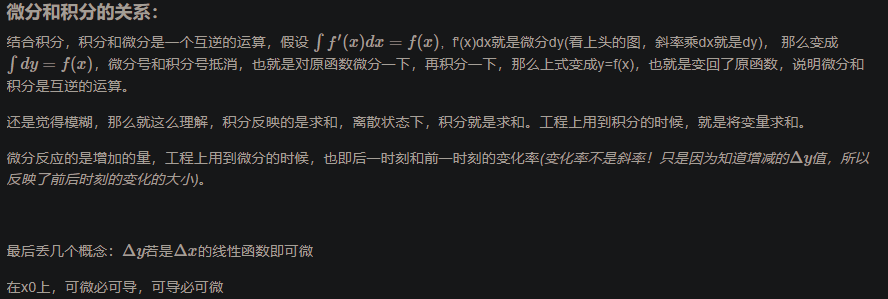 微分和积分的关系：
结合积分，积分和微分是一个互逆的运算，假设 ∫ f′(x)dx = f(x)，f'(x)dx就是微分dy(看上头的图，斜率乘dx就是dy)， 那么变成
∫ dy = f(x)，微分号和积分号抵消，也就是对原函数微分一下，再积分一下，那么上式变成y=f(x)，也就是变回了原函数，说明微分和
积分是互逆的运算。
还是觉得模糊，那么就这么理解，积分反映的是求和，离散状态下，积分就是求和。工程上用到积分的时候，就是将变量求和。
微分反应的是增加的量，工程上用到微分的时候，也即后一时刻和前一时刻的变化率(变化率不是斜率！只是因为知道增减的Δy值，所以
反映了前后时刻的变化的大小)。
最后丢几个概念：Δy若是Δx的线性函数即可微
在x0上，可微必可导，可导必可微